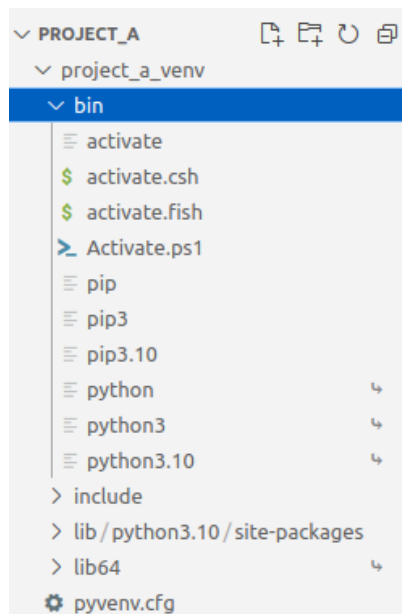 PROJECT_A
project_a_venv
bin
activate
$ activate.csh
$ activate.fish
Activate.ps1
pip
pip3
pip3.10
python
python3
python3.10
include
lib/python3.10/site-packages
lib64
pyvenv.cfg